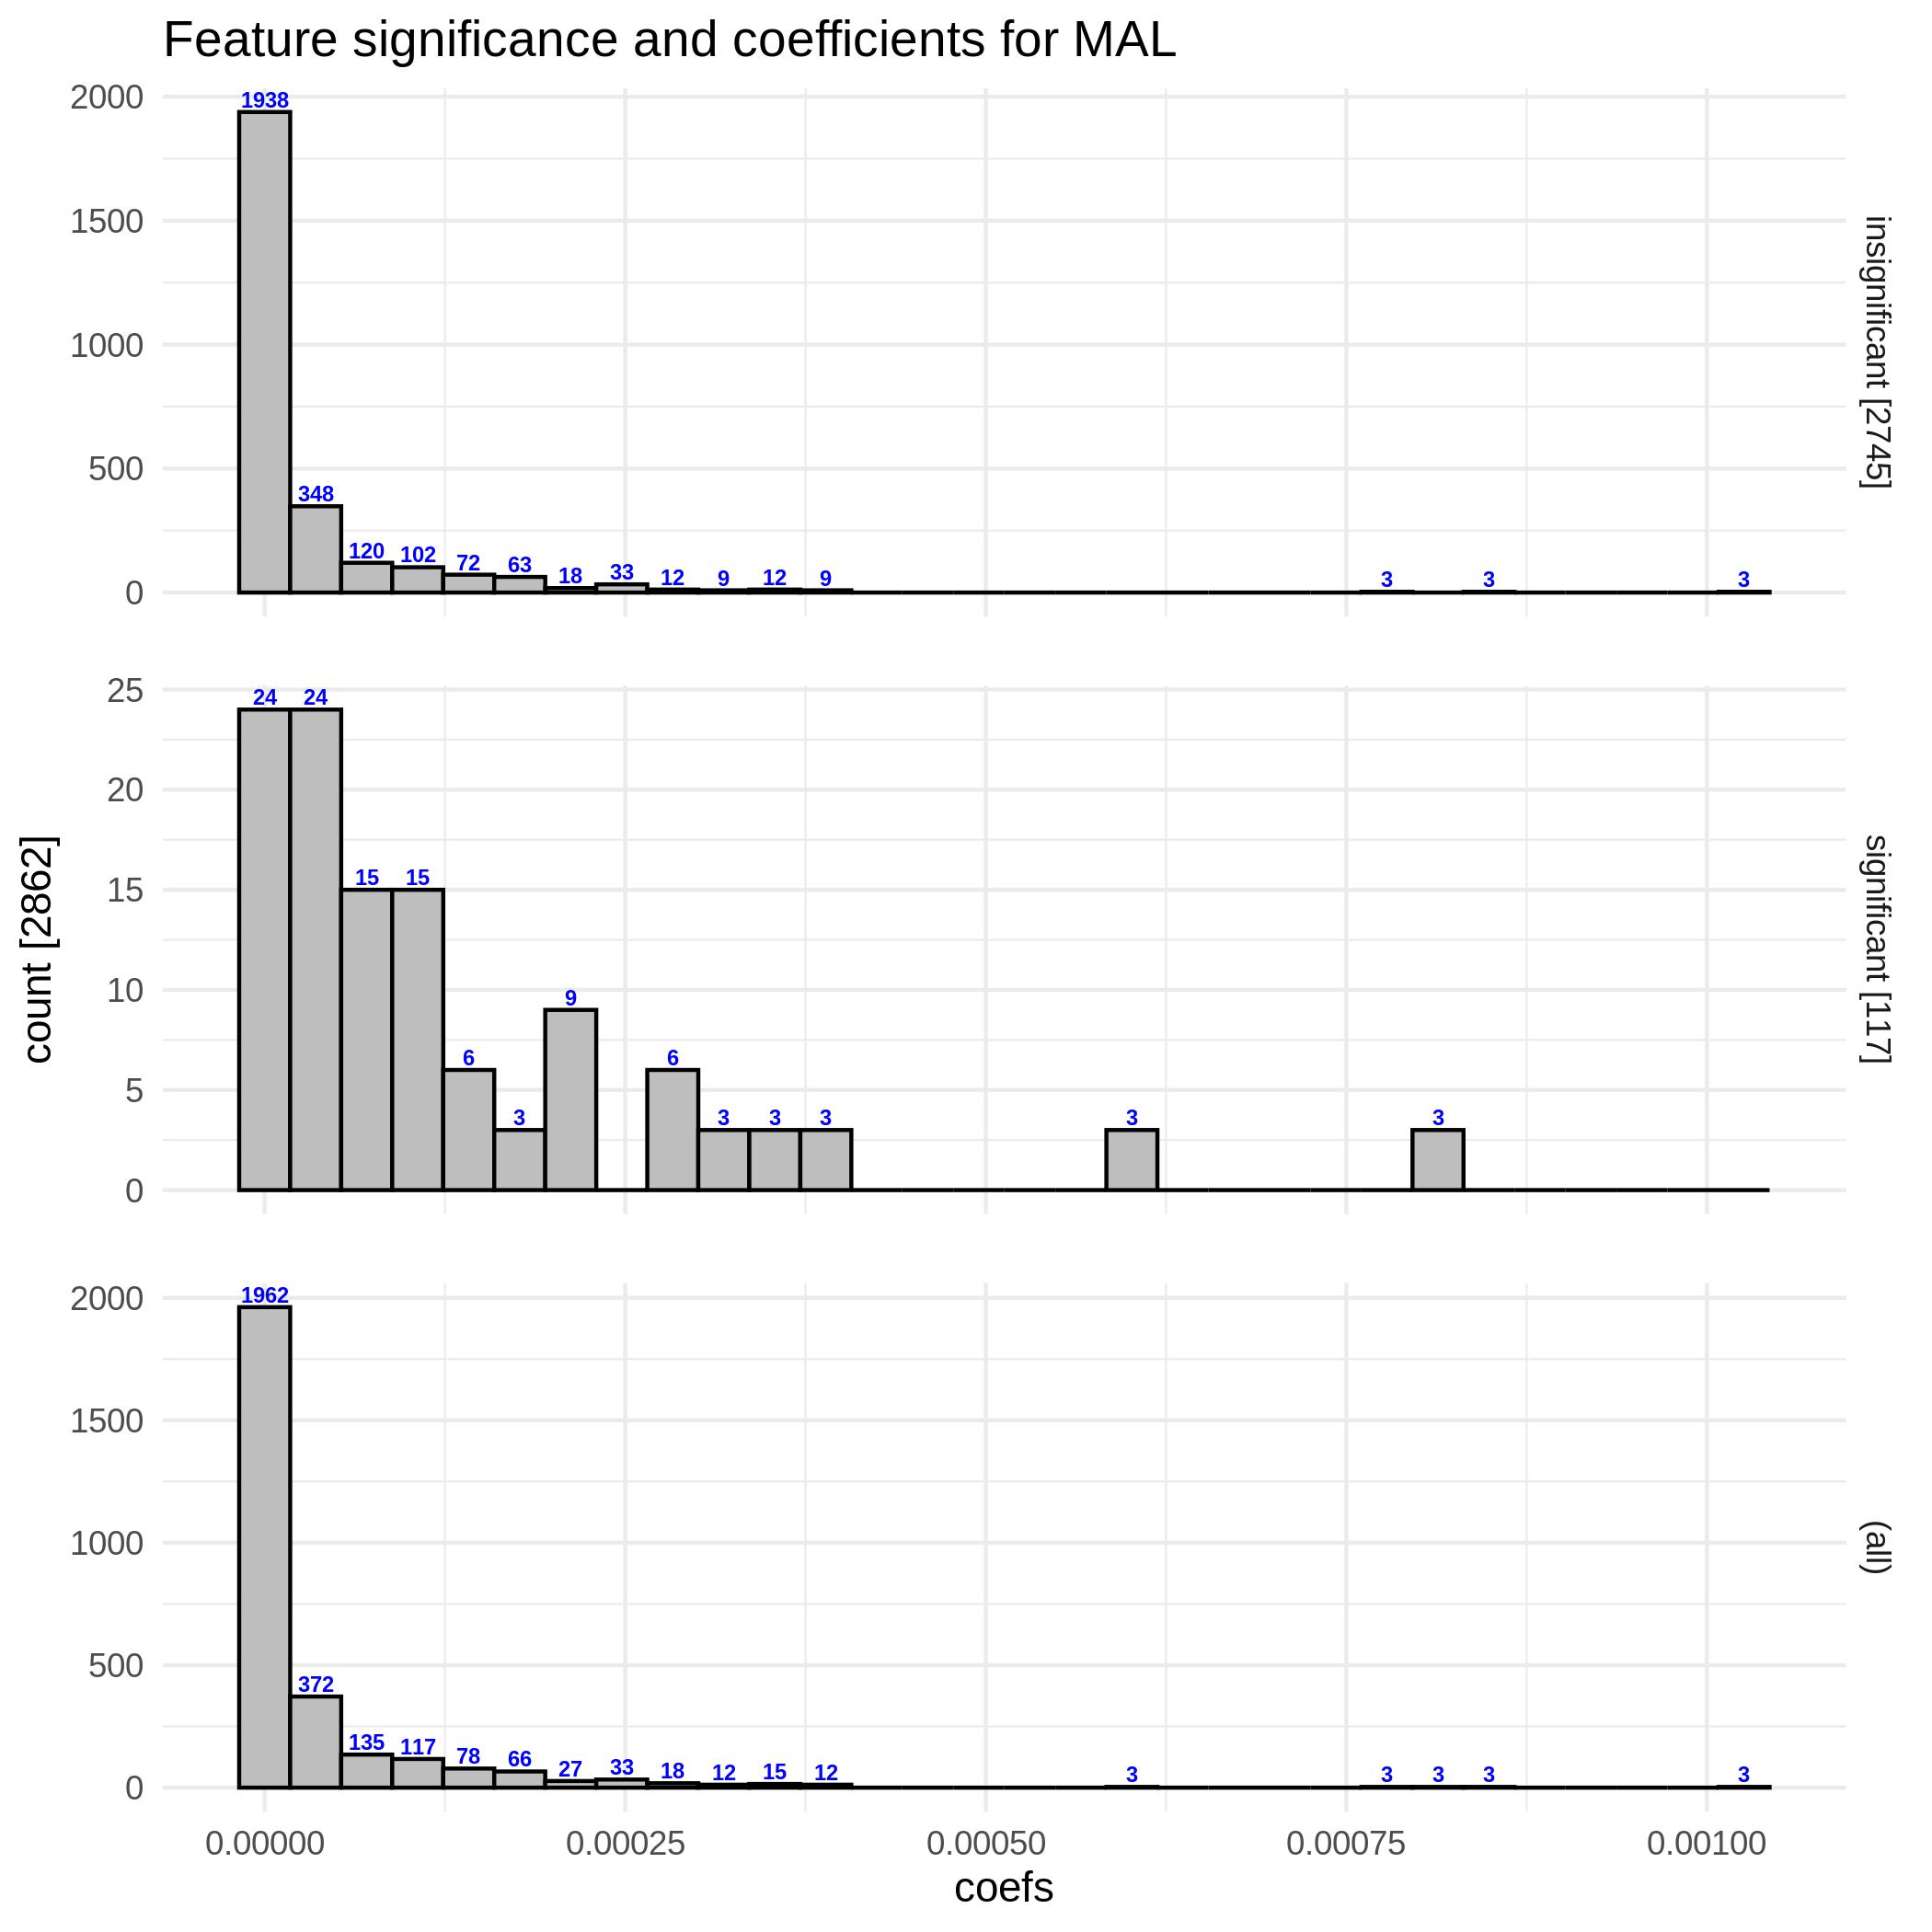 Feature significance and coefficients for MAL
2000
1500
1000
500
0
1938
348
120 102 72 63 18 33 12 9 12 9 3 3 3
insignificant [2745]
25
20
15
10
5
0
24 24
15 15
6 3 9 6 3 3 3 3 3
significant [117]
count [2862]
2000
1500
1000
500
0
1962
372
135 117 78 66 27 33 18 12 15 12 3 3 3 3 3
(all)
0.00000 0.00025 0.00050 0.00075 0.00100
coefs